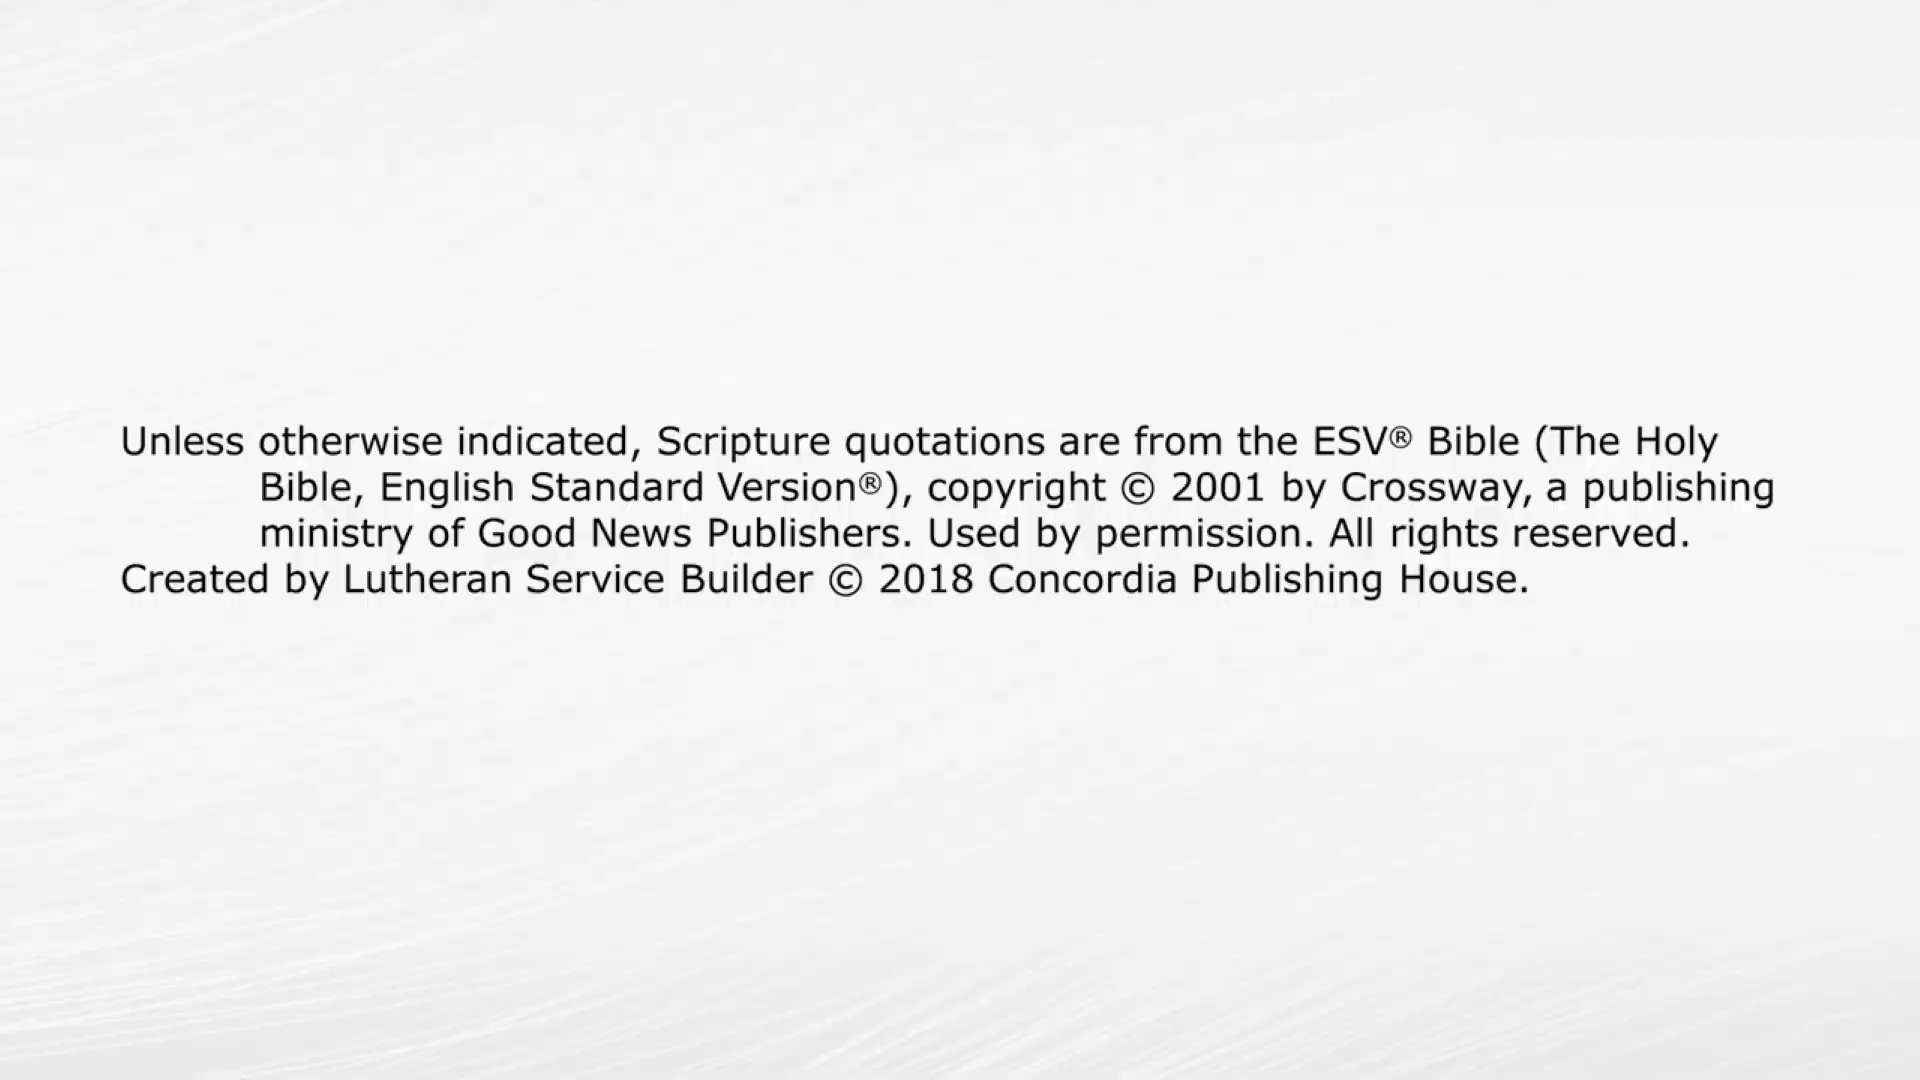 Unless otherwise indicated, Scripture quotations are from the ESV® Bible (The Holy
Bible, English Standard Version®), copyright © 2001 by Crossway, a publishing
ministry of Good News Publishers. Used by permission. All rights reserved.
Created by Lutheran Service Builder © 2018 Concordia Publishing House.